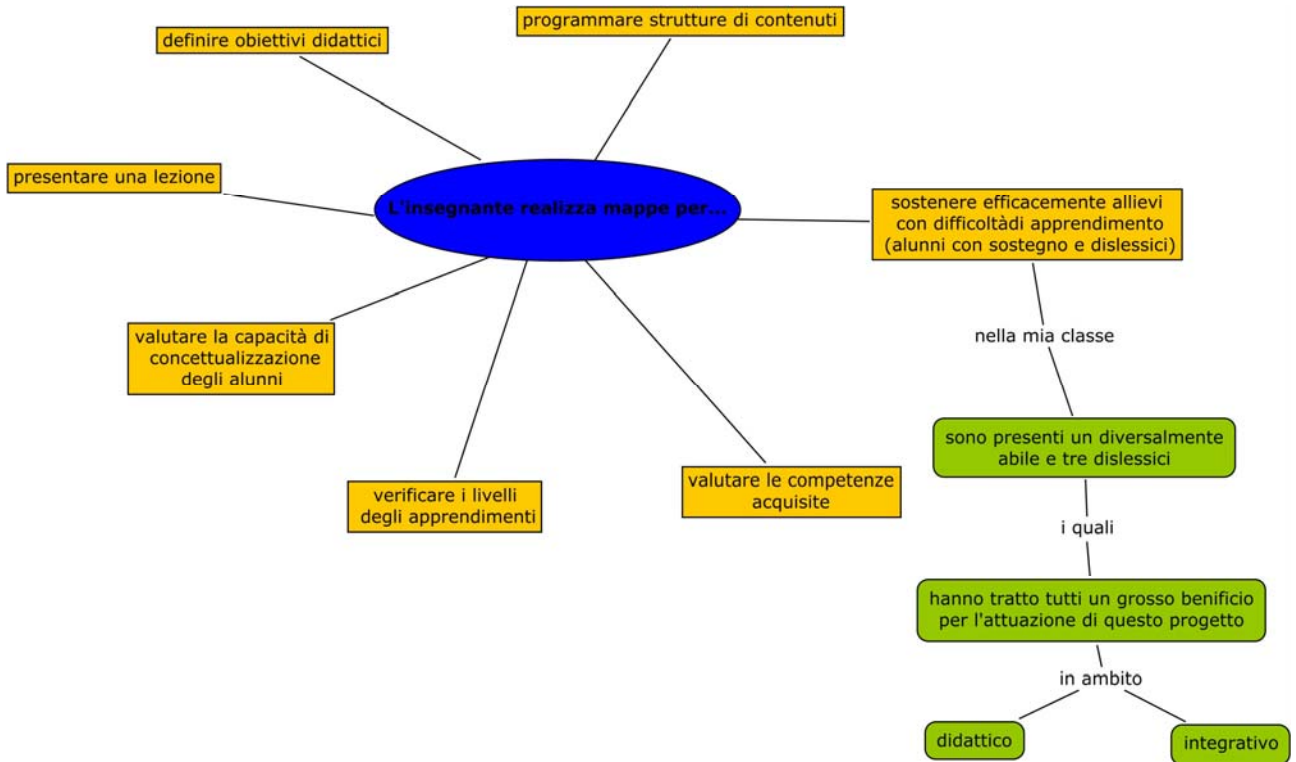 programmare strutture di contenuti
definire obiettivi didattici
presentare una lezione
L'insegnante realizza mappe per...
sostenere efficacemente allievi
con difficoltàdi apprendimento
(alunni con sostegno e dislessici)
valutare la capacità di
concettualizzazione
degli alunni
verificare i livelli
degli apprendimenti
valutare le competenze
acquisite
nella mia classe
sono presenti un diversalmente
abile e tre dislessici
i quali
hanno tratto tutti un grosso benificio
per l'attuazione di questo progetto
in ambito
didattico
integrativo